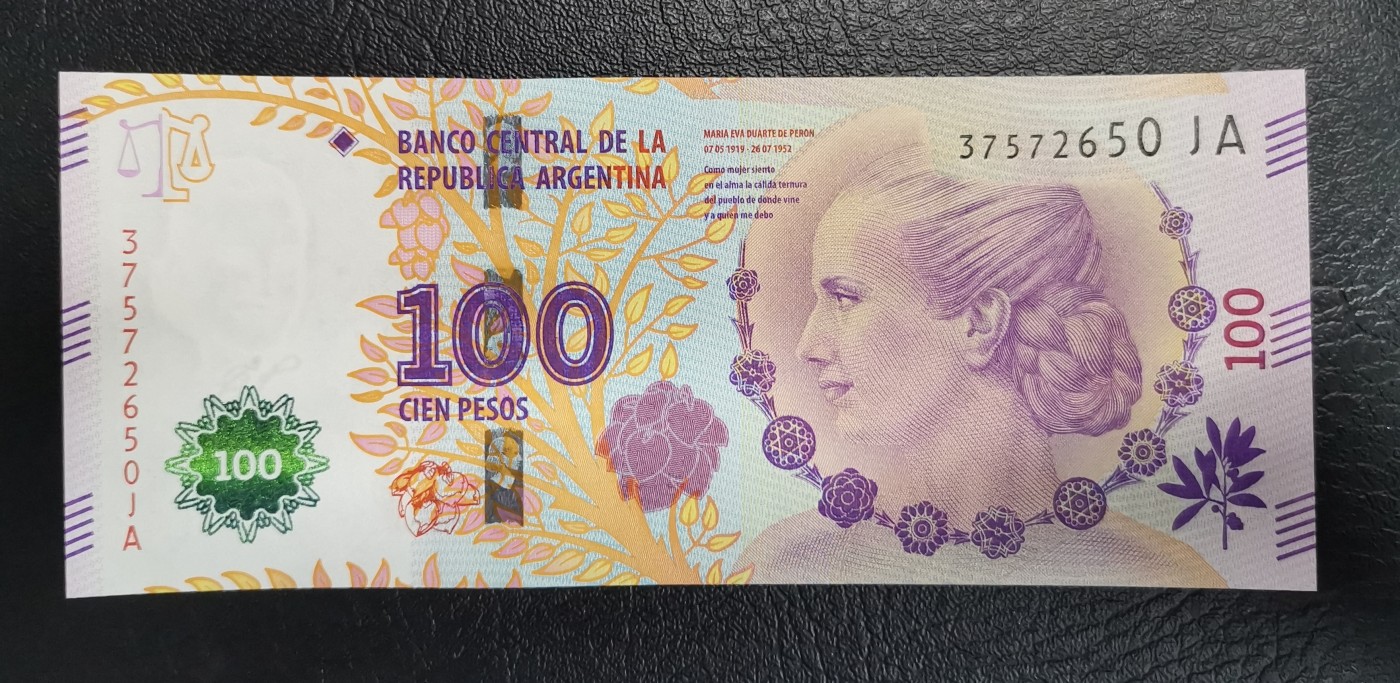 BANCO CENTRAL DE LA
REPUBLICA ARGENTINA
MARIA EVA DUARTE DE PERON
07 05 1919 - 26 07 1952
Como mujer siento
en el alma la cálida ternura
del pueblo de donde vine
y a quien me debo
37572650 JA
37572650JA
100
CIEN PESOS
100
100